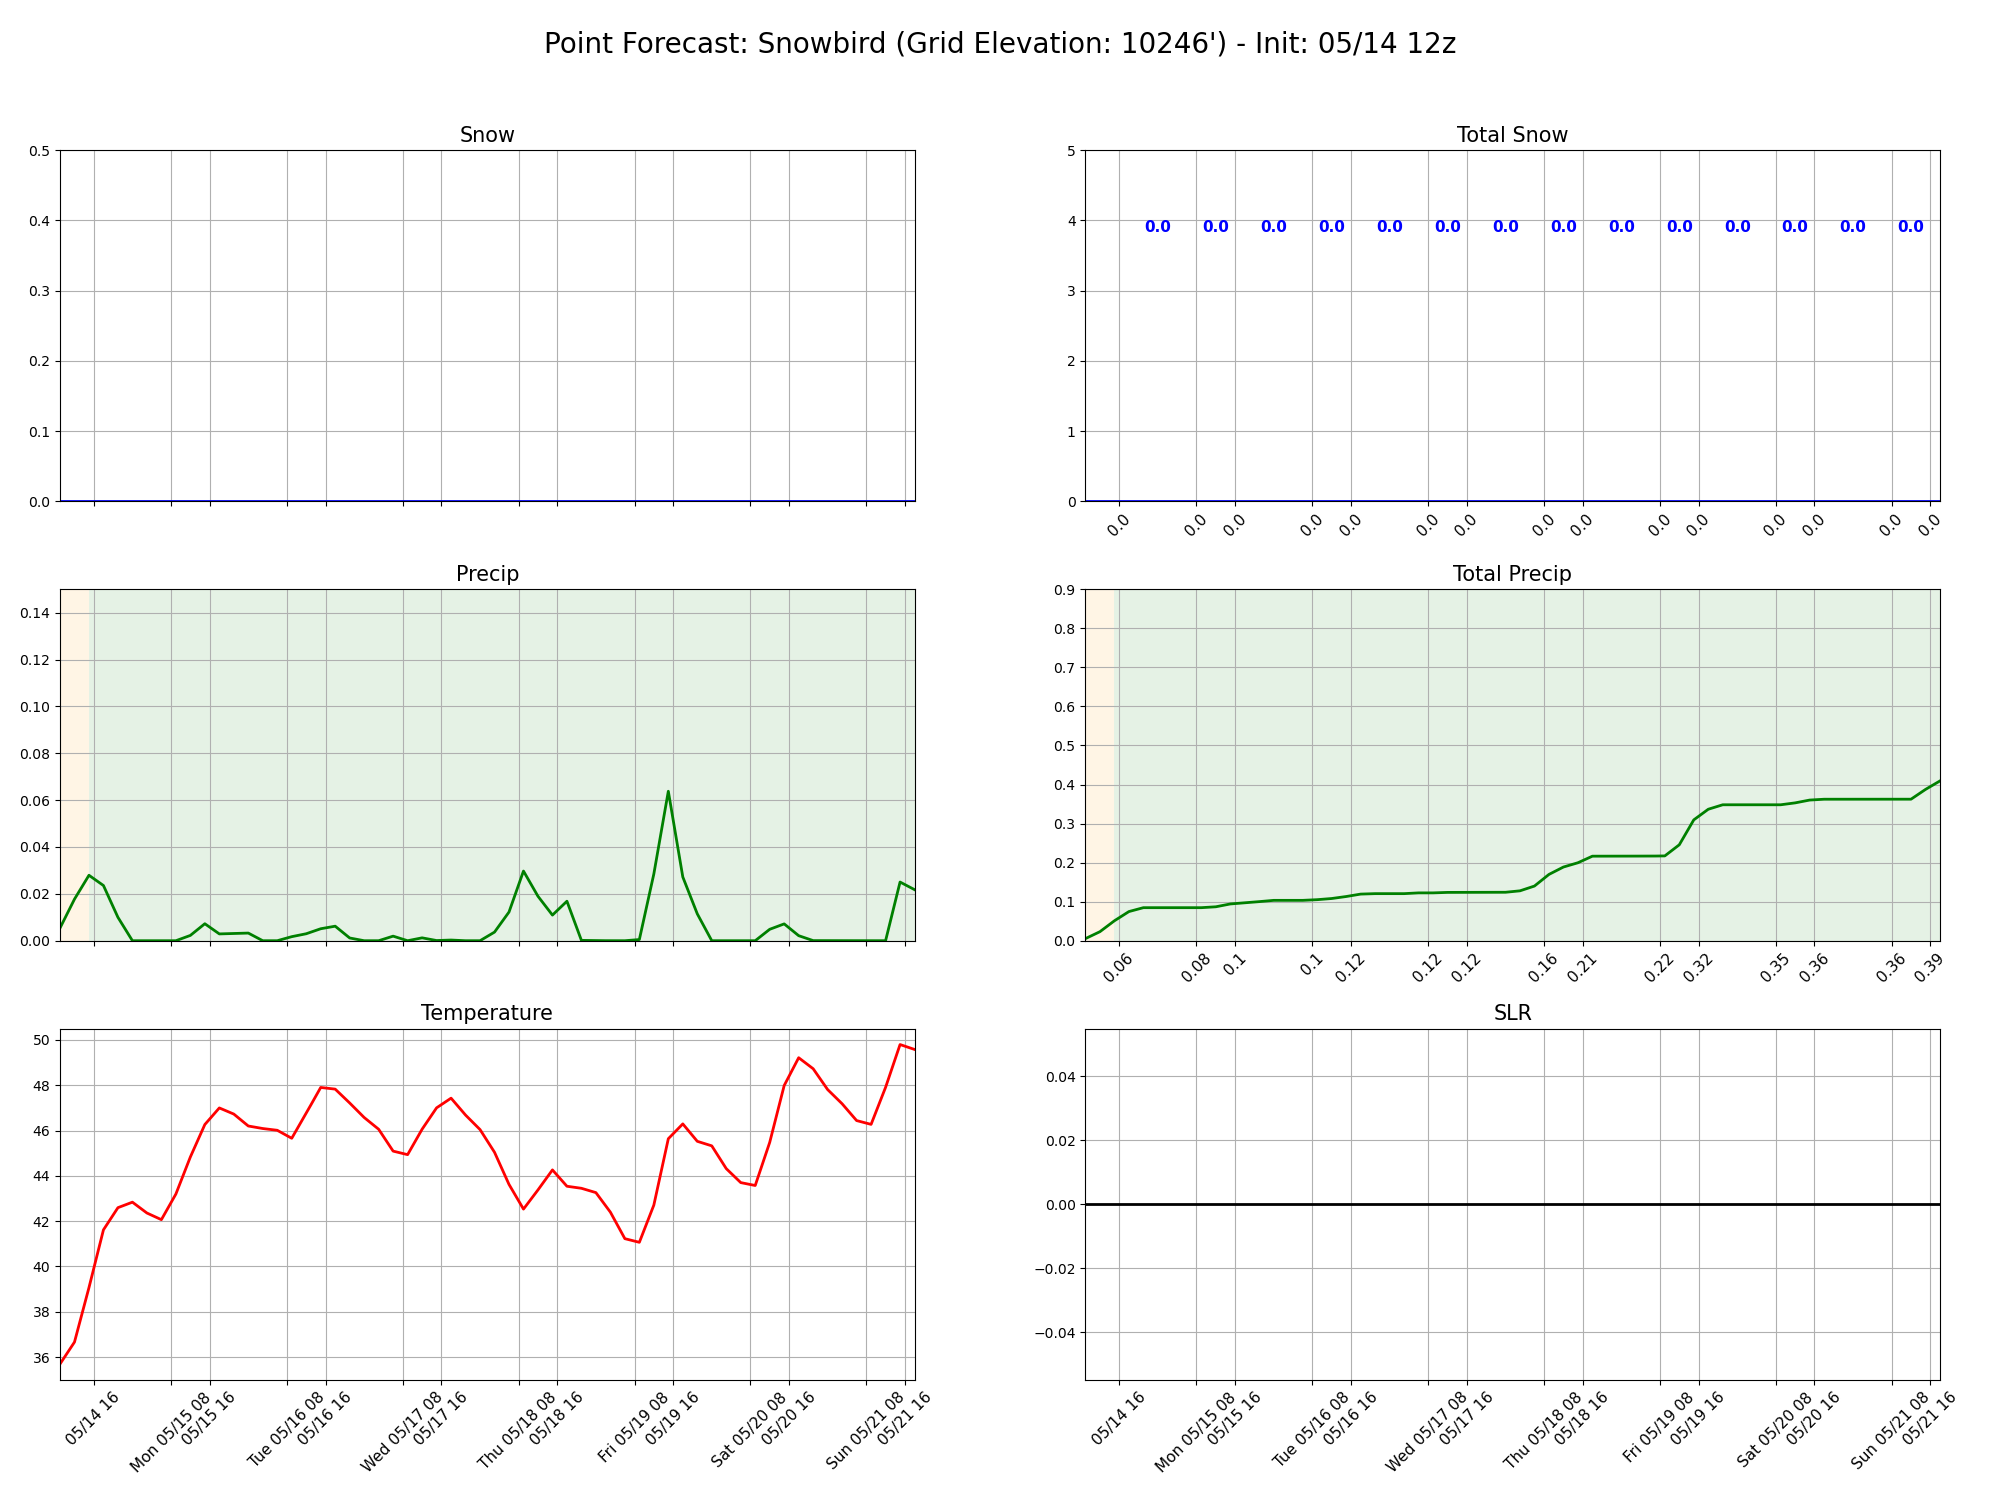 Point Forecast: Snowbird (Grid Elevation: 10246') - Init: 05/14 12z
Snow
0.5
0.4
0.3
0.2
0.1
0.0
Total Snow
5
4
3
2
1
0
0.0 0.0 0.0 0.0 0.0 0.0 0.0 0.0 0.0 0.0 0.0 0.0 0.0 0.0
0.0 0.0 0.0 0.0 0.0 0.0 0.0 0.0 0.0 0.0 0.0 0.0 0.0 0.0 0.0
Precip
0.14
0.12
0.10
0.08
0.06
0.04
0.02
0.00
Total Precip
0.9
0.8
0.7
0.6
0.5
0.4
0.3
0.2
0.1
0.0
0.06 0.08 0.1 0.1 0.12 0.12 0.12 0.16 0.21 0.22 0.32 0.35 0.36 0.36 0.39
Temperature
50
48
46
44
42
40
38
36
05/14 16
Mon 05/15 08
05/15 16
Tue 05/16 08
05/16 16
Wed 05/17 08
05/17 16
Thu 05/18 08
05/18 16
Fri 05/19 08
05/19 16
Sat 05/20 08
05/20 16
Sun 05/21 08
05/21 16
SLR
0.04
0.02
0.00
−0.02
−0.04
05/14 16
Mon 05/15 08
05/15 16
Tue 05/16 08
05/16 16
Wed 05/17 08
05/17 16
Thu 05/18 08
05/18 16
Fri 05/19 08
05/19 16
Sat 05/20 08
05/20 16
Sun 05/21 08
05/21 16